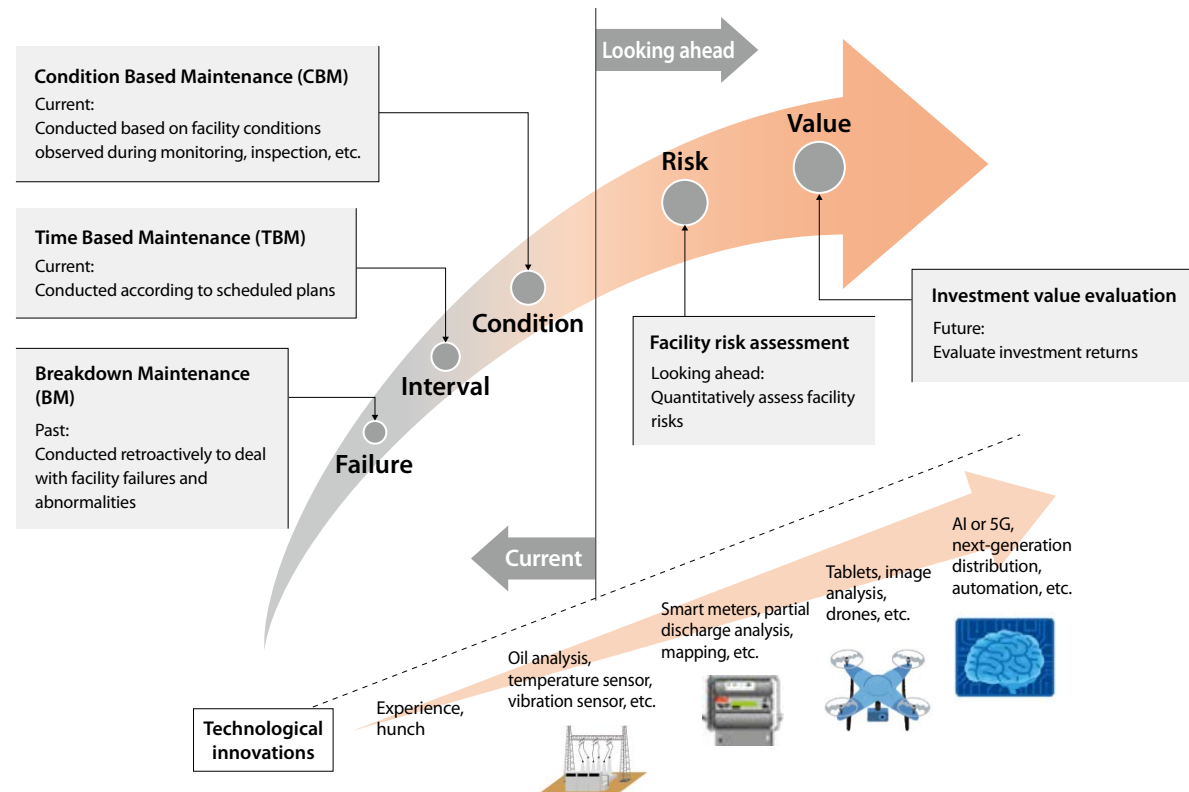 Looking ahead
Condition Based Maintenance (CBM)
Current:
Conducted based on facility conditions
observed during monitoring, inspection, etc.
Time Based Maintenance (TBM)
Current:
Conducted according to scheduled plans
Breakdown Maintenance
(BM)
Past:
Conducted retroactively to deal
with facility failures and
abnormalities
Failure
Interval
Condition
Risk
Value
Facility risk assessment
Looking ahead:
Quantitatively assess facility
risks
Investment value evaluation
Future:
Evaluate investment returns
Current
Technological
innovations
Experience,
hunch
Oil analysis,
temperature sensor,
vibration sensor, etc.
Smart meters, partial
discharge analysis,
mapping, etc.
Tablets, image
analysis,
drones, etc.
AI or 5G,
next-generation
distribution,
automation, etc.